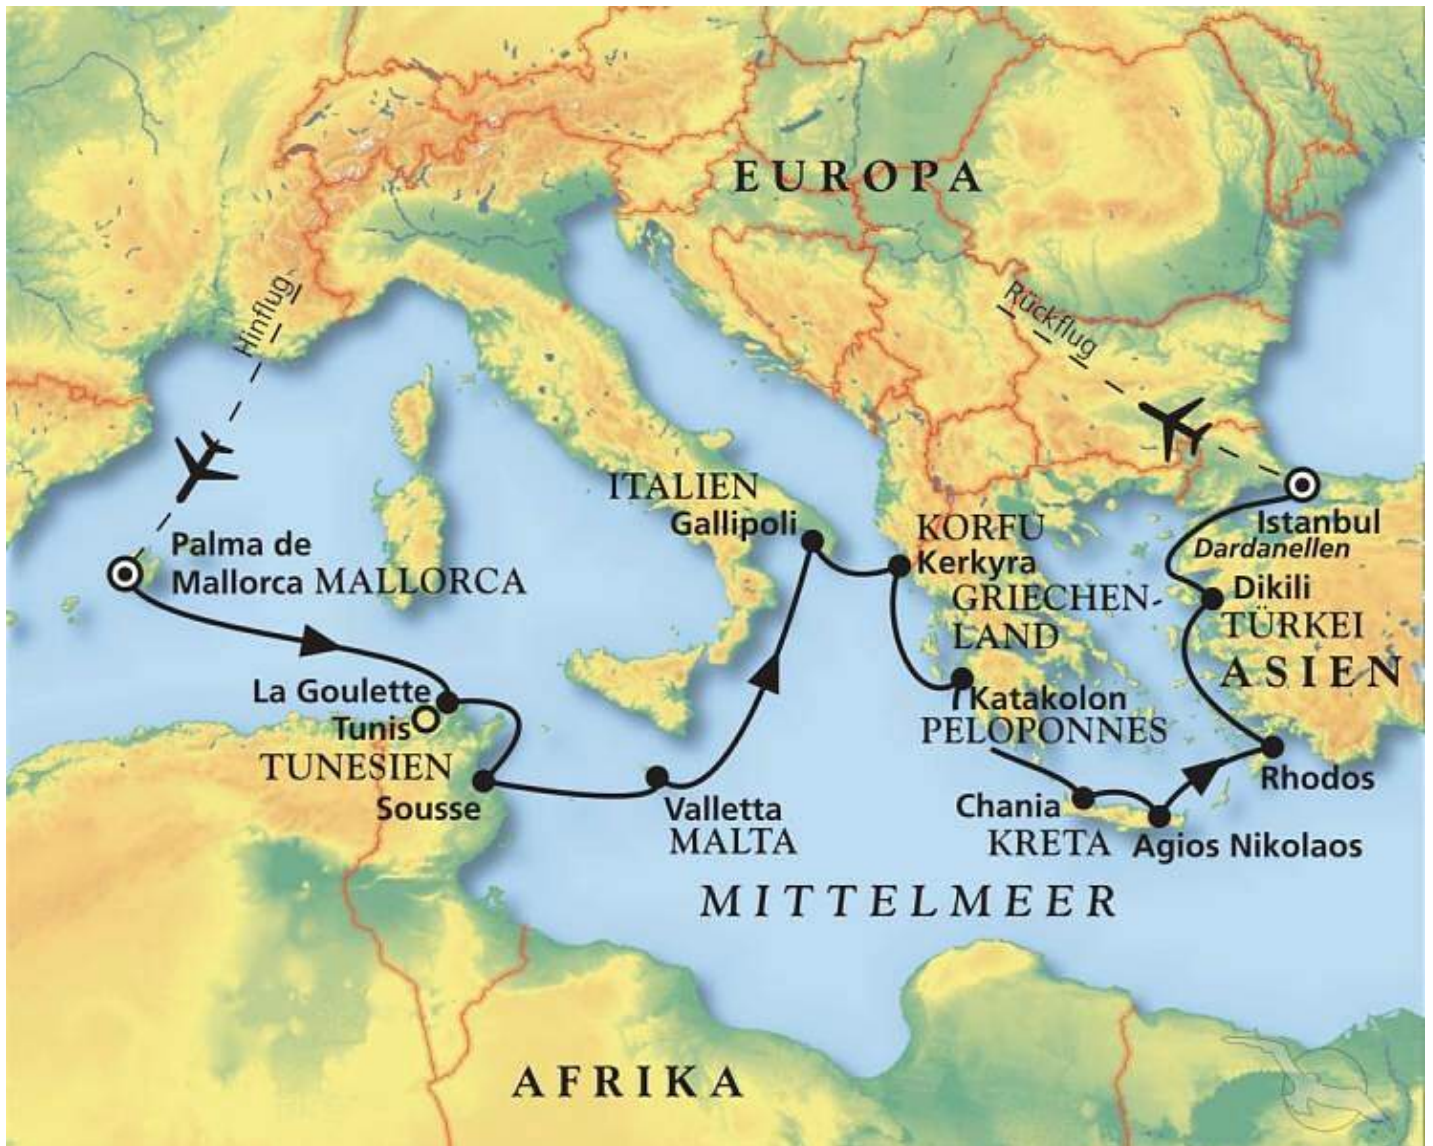 EUROPA
Hinflug
Rückflug
ITALIEN
Gallipoli
KORFU
Kerkyra
GRIECHEN-
LAND
Istanbul
Dardanellen
Dikili
TÜRKEI
ASIEN
Palma de
Mallorca MALLORCA
La Goulette
Tunis
TUNESIEN
Sousse
Katakolon
PELOPONNES
Rhodos
Valletta
MALTA
Chania
KRETA
Agios Nikolaos
MITTELMEER
AFRIKA